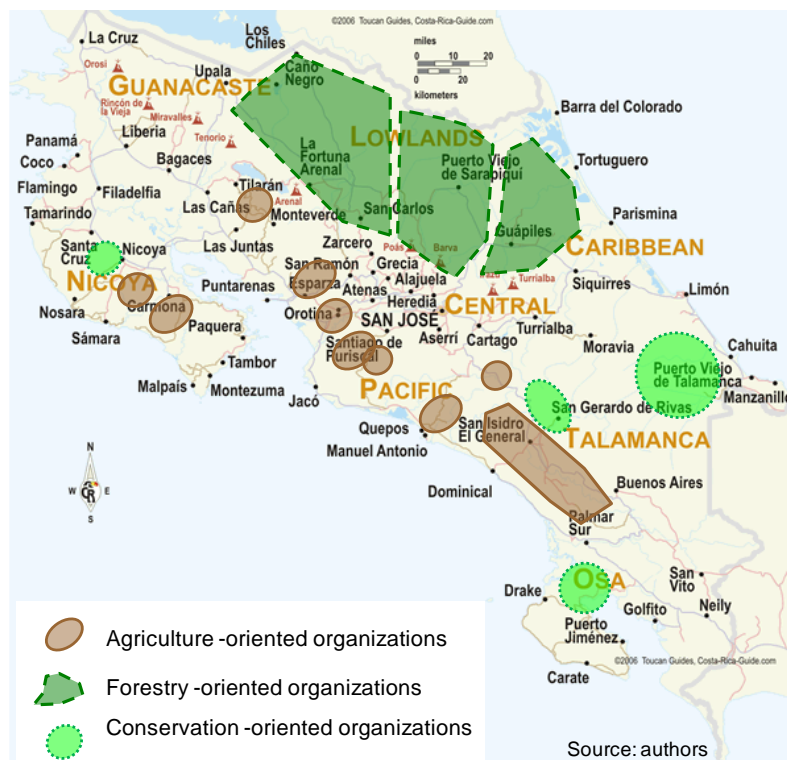 ©2006 Toucan Guides, Costa-Rica-Guide.com
La Cruz
Los
Chiles
miles
0 10 20
0 20
kilometers
Orosi
Upala
Caño
Negro
GUANACASTE
Rincón de
la Vieja
Miravalles
Barra del Colorado
LOWLANDS
Panamá
Liberia
Tenorio
La
Fortuna
Arenal
Puerto Viejo
de Sarapiquí
Coco
Bagaces
Tortuguero
Flamingo
Filadelfia
Tilarán
Arenal
Tamarindo
Las Cañas
Monteverde
San Carlos
Parismina
Guápiles
Santa
Cruz
Nicoya
Las Juntas
Zarcero
Poás
Barva
CARIBBEAN
NICOYA
San Ramón
Grecia
Turrialba
Puntarenas
Esparza
Alajuela
Siquirres
Atenas
Heredia
CENTRAL
Limón
Nosara
Carmona
Orotina
SAN JOSÉ
Sámara
Paquera
Santiago de
Puriscal
Aserrí
Cartago
Turrialba
Moravia
Cahuita
Tambor
Puerto Viejo
de Talamanca
Malpaís
Montezuma
Jacó
PACIFIC
Manzanillo
San Gerardo de Rivas
Quepos
San Isidro
El General
TALAMANCA
Manuel Antonio
N
W
E
CR
S
Dominical
Buenos Aires
Palmar
Sur
OSA
San
Vito
Drake
Neily
Golfito
Puerto
Jiménez
©2006 Toucan Guides, Costa-Rica-Guide.com
Carate
Agriculture -oriented organizations
Forestry -oriented organizations
Conservation -oriented organizations
Source: authors